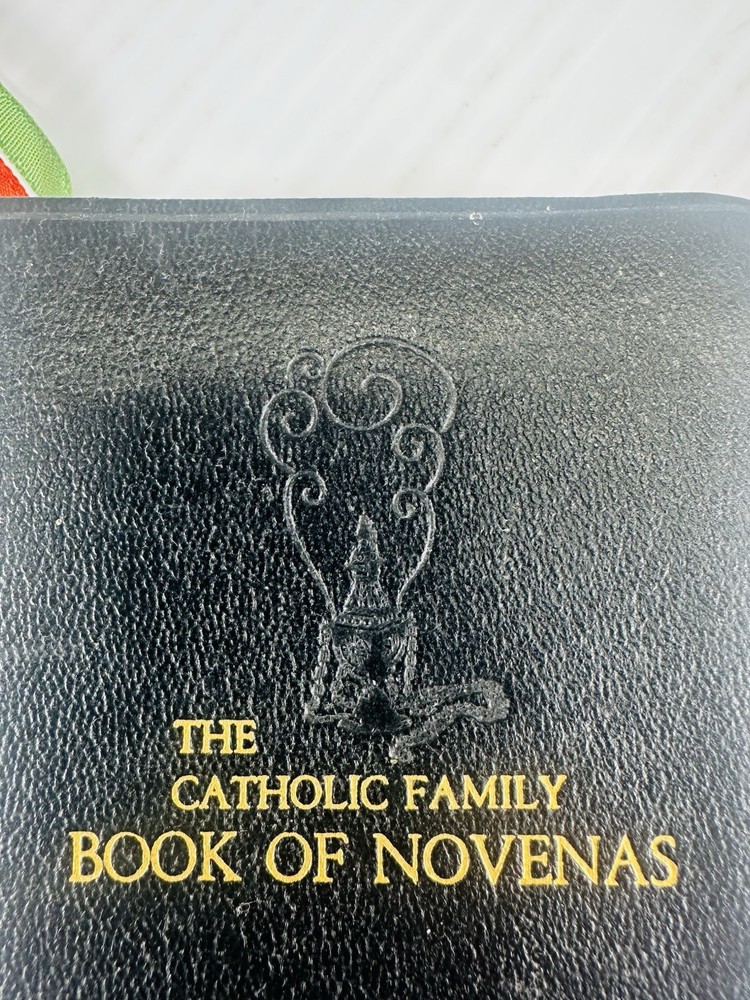 THE
CATHOLIC FAMILY
BOOK OF NOVENAS